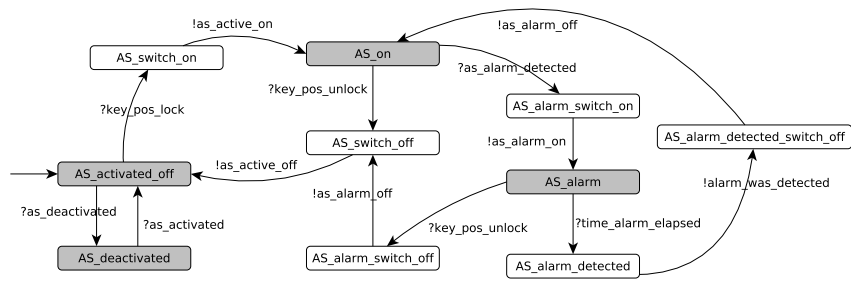 !as_active_on
!as_alarm_off
AS_switch_on
AS_on
?as_alarm_detected
?key_pos_unlock
?key_pos_lock
AS_alarm_switch_on
!as_alarm_on
AS_switch_off
AS_alarm_detected_switch_off
!as_active_off
AS_activated_off
AS_alarm
!alarm_was_detected
!as_alarm_off
?as_deactivated
?as_activated
?key_pos_unlock
?time_alarm_elapsed
AS_deactivated
AS_alarm_switch_off
AS_alarm_detected